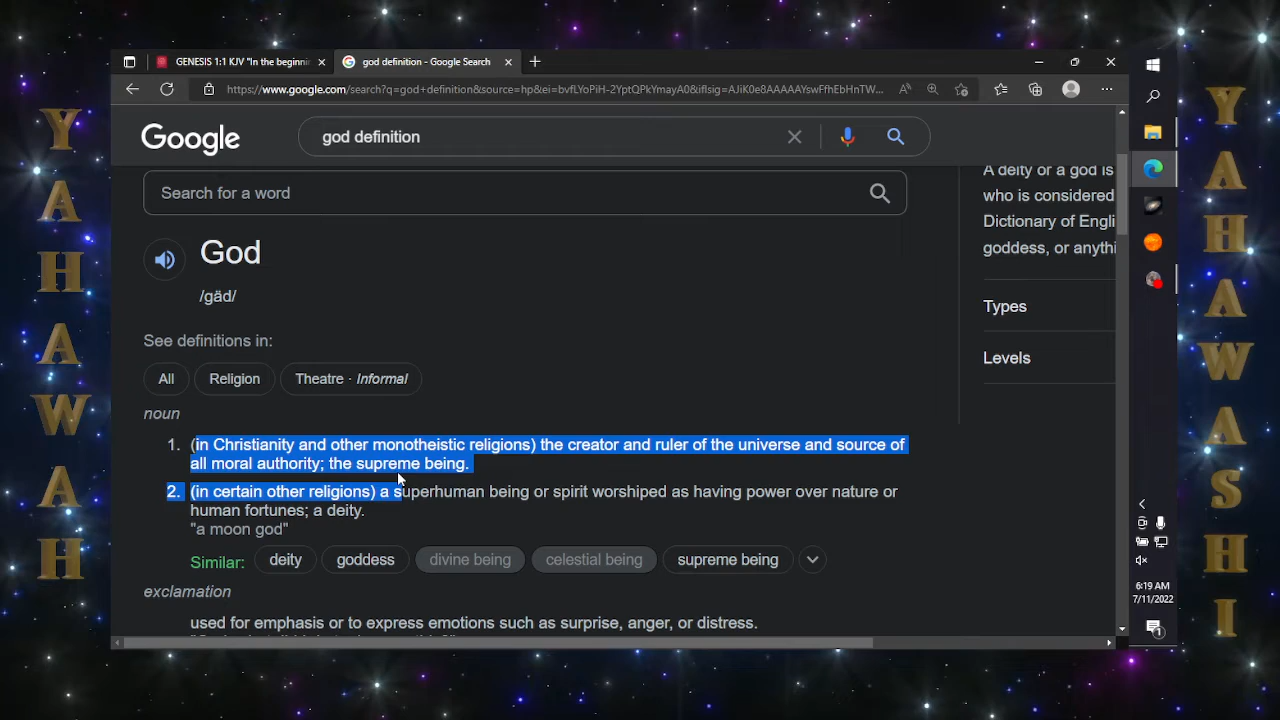 GENESIS 1:1 KJV "In the beginnin
god definition - Google Search
https://www.google.com/search?q=god+definition&source=hp&ei=bvfLYoPiH-2YptQPkYmayA0&iflsig=AJiK0e8AAAAAYswFfhEbHnTW...
Google
god definition
Search for a word
A deity or a god is
who is considered
Dictionary of Engli
goddess, or anythi
Types
Levels
God
/gäd/
See definitions in:
All
Religion
Theatre · Informal
noun
1. (in Christianity and other monotheistic religions) the creator and ruler of the universe and source of
all moral authority; the supreme being.
2. (in certain other religions) a superhuman being or spirit worshiped as having power over nature or
human fortunes; a deity.
"a moon god"
Similar:
deity
goddess
divine being
celestial being
supreme being
exclamation
used for emphasis or to express emotions such as surprise, anger, or distress.
6:19 AM
7/11/2022
1
YAHAWAH
YAHAWASHI